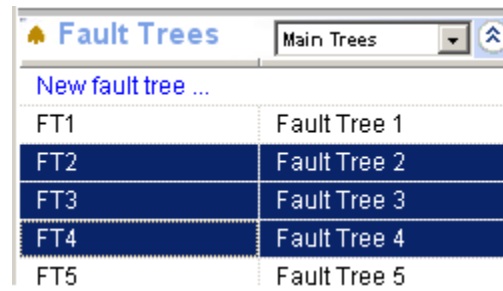 Fault Trees Main Trees
New fault tree ...
FT1 Fault Tree 1
FT2 Fault Tree 2
FT3 Fault Tree 3
FT4 Fault Tree 4
FT5 Fault Tree 5